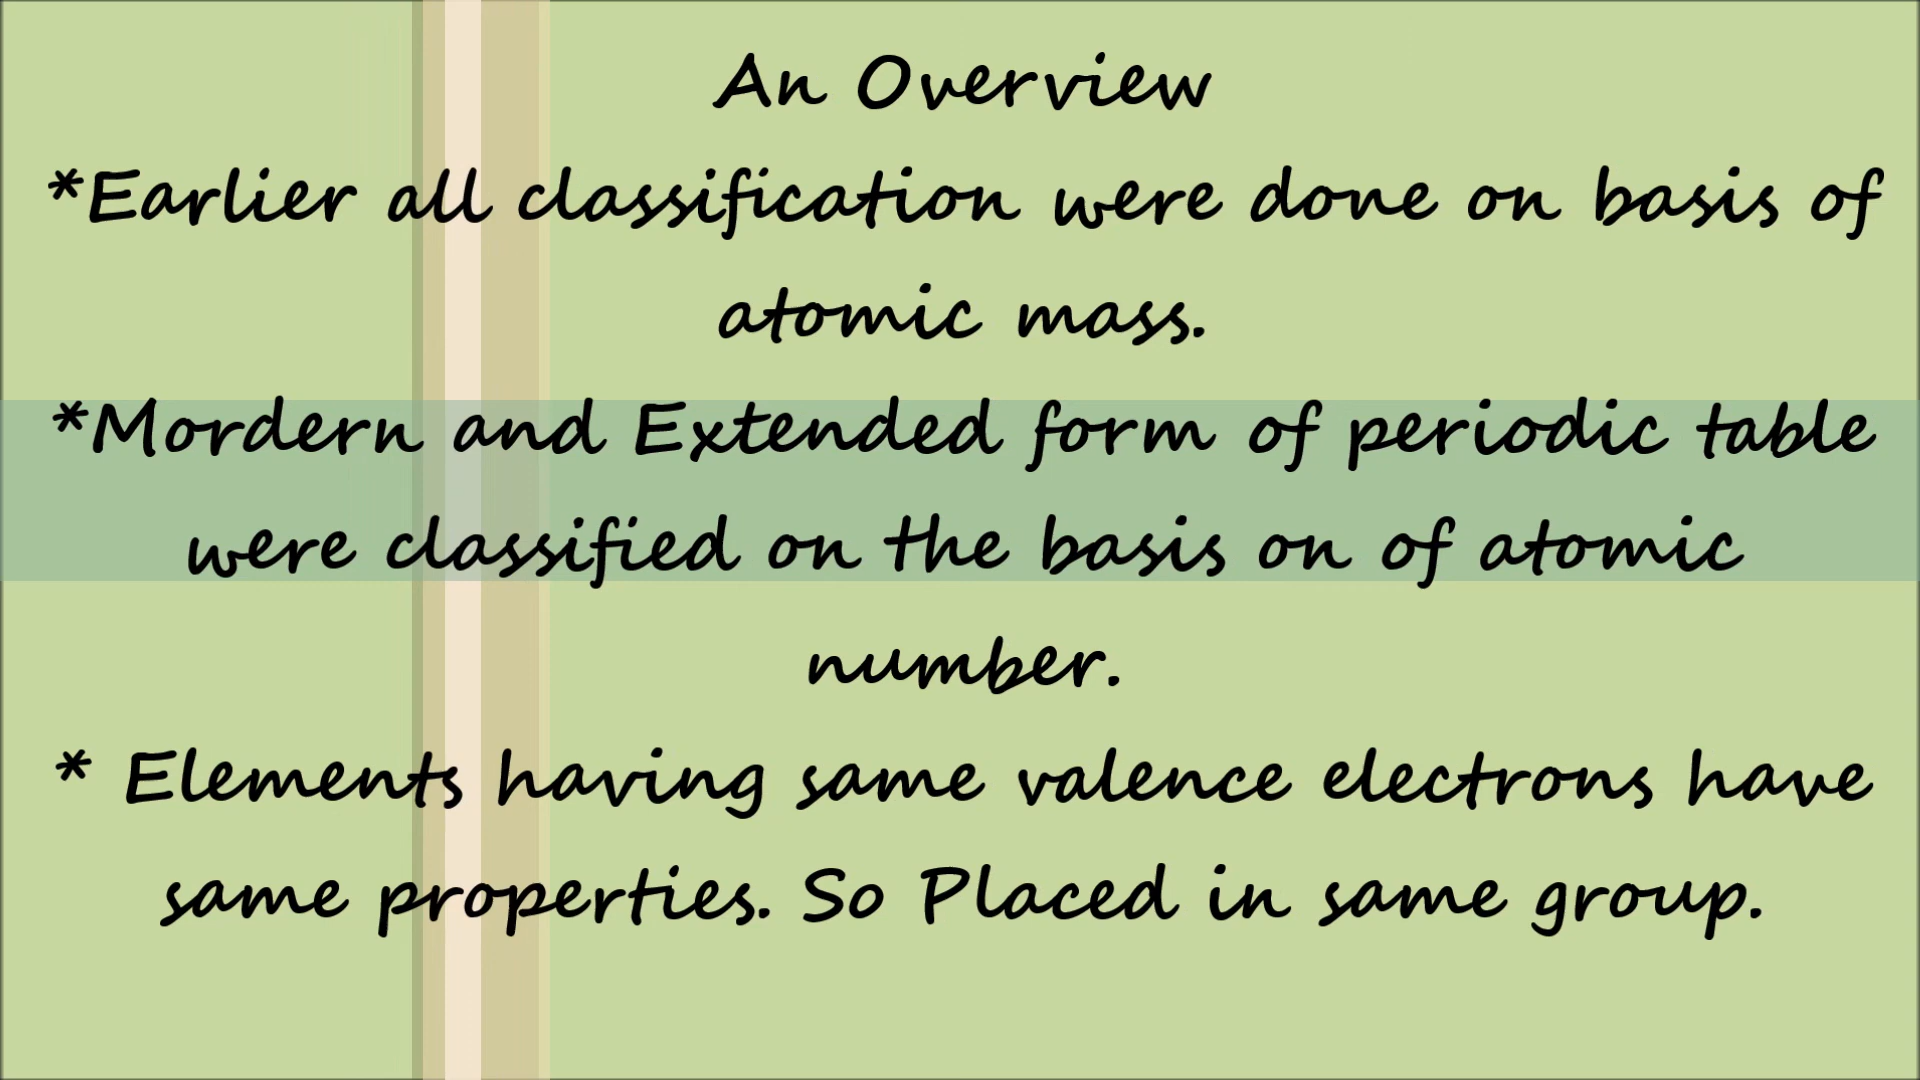 An Overview
*Earlier all classification were done on basis of
atomic mass.
*Mordern and Extended form of periodic table
were classified on the basis on of atomic
number.
* Elements having same valence electrons have
same properties. So Placed in same group.